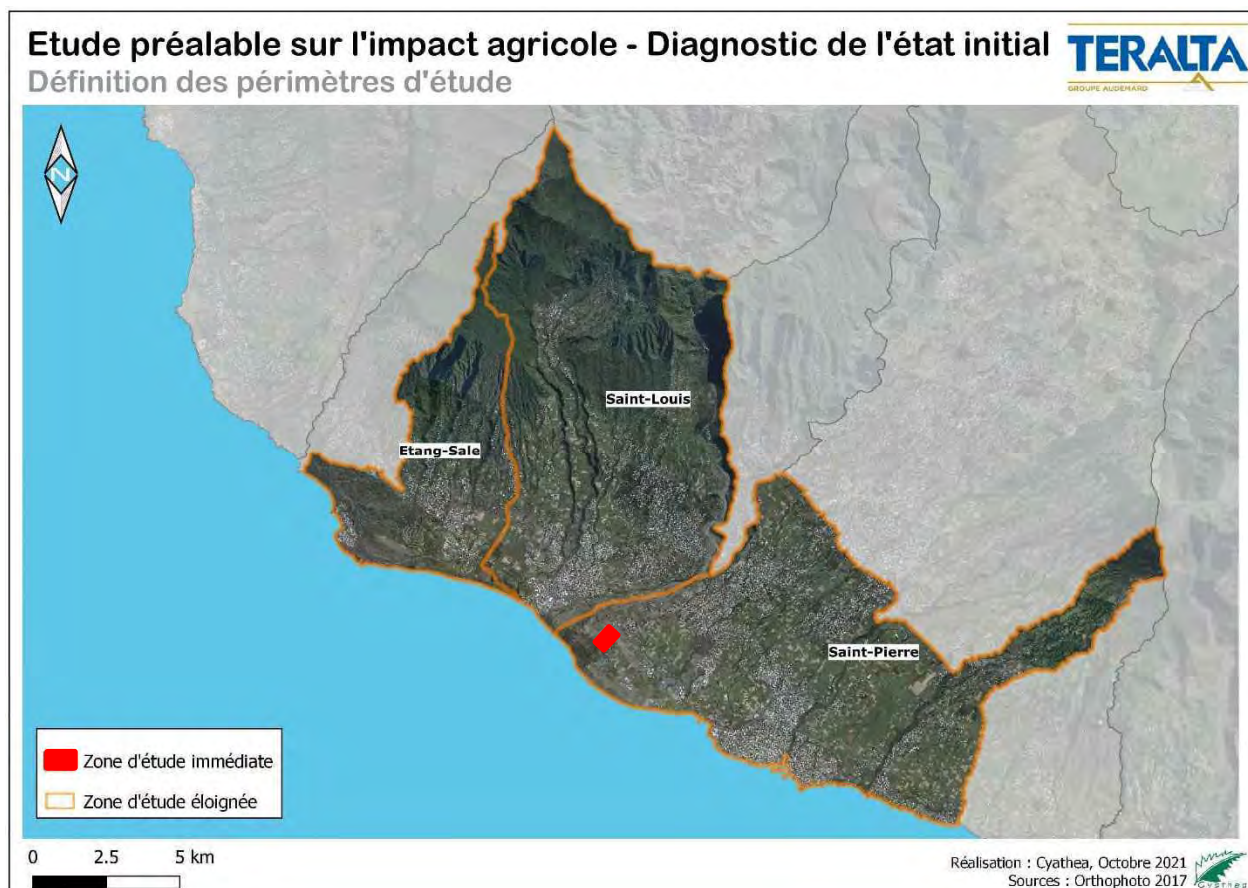 Etude préalable sur l'impact agricole - Diagnostic de l'état initial
Définition des périmètres d'étude
TERALTA
GROUPE AUDEMARD
N
Saint-Louis
Etang-Sale
Saint-Pierre
Zone d'étude immédiate
Zone d'étude éloignée
0 2.5 5 km
Réalisation : Cyathea, Octobre 2021
Sources : Orthophoto 2017
Cyathea